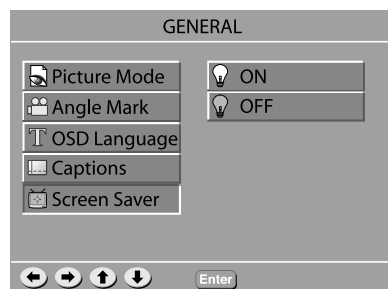 GENERAL
Picture Mode
Angle Mark
OSD Language
Captions
Screen Saver
ON
OFF
Enter